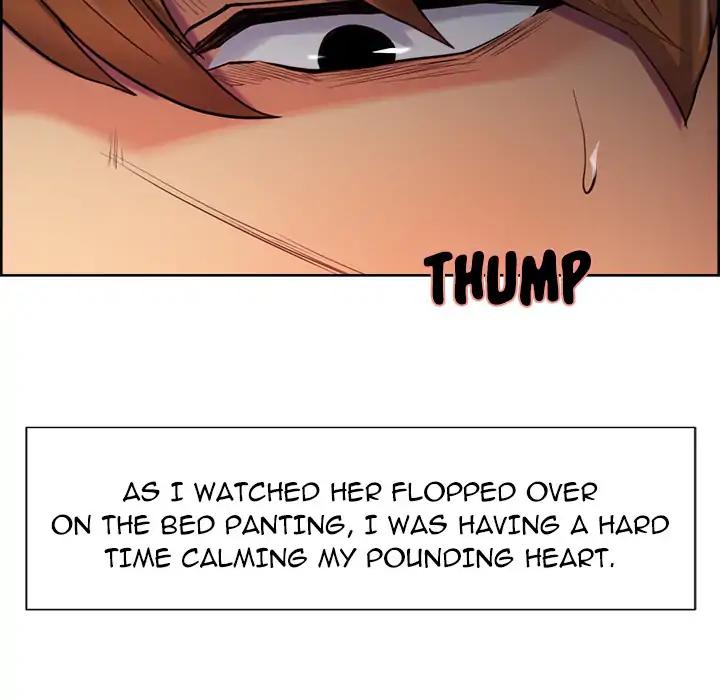 THUMP
AS I WATCHED HER FLOPPED OVER
ON THE BED PANTING, I WAS HAVING A HARD
TIME CALMING MY POUNDING HEART.